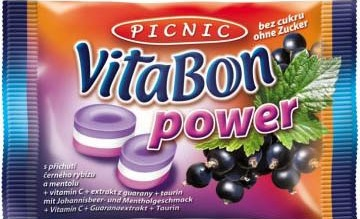 PICNIC
bez cukru
ohne Zucker
VitaBon
power
s příchutí
černého rybízu
a mentolu
+ vitamin C + extrakt z guarany + taurin
mit Johannisbeer- und Mentholgeschmack
+ Vitamin C + Guaranaextrakt + Taurin